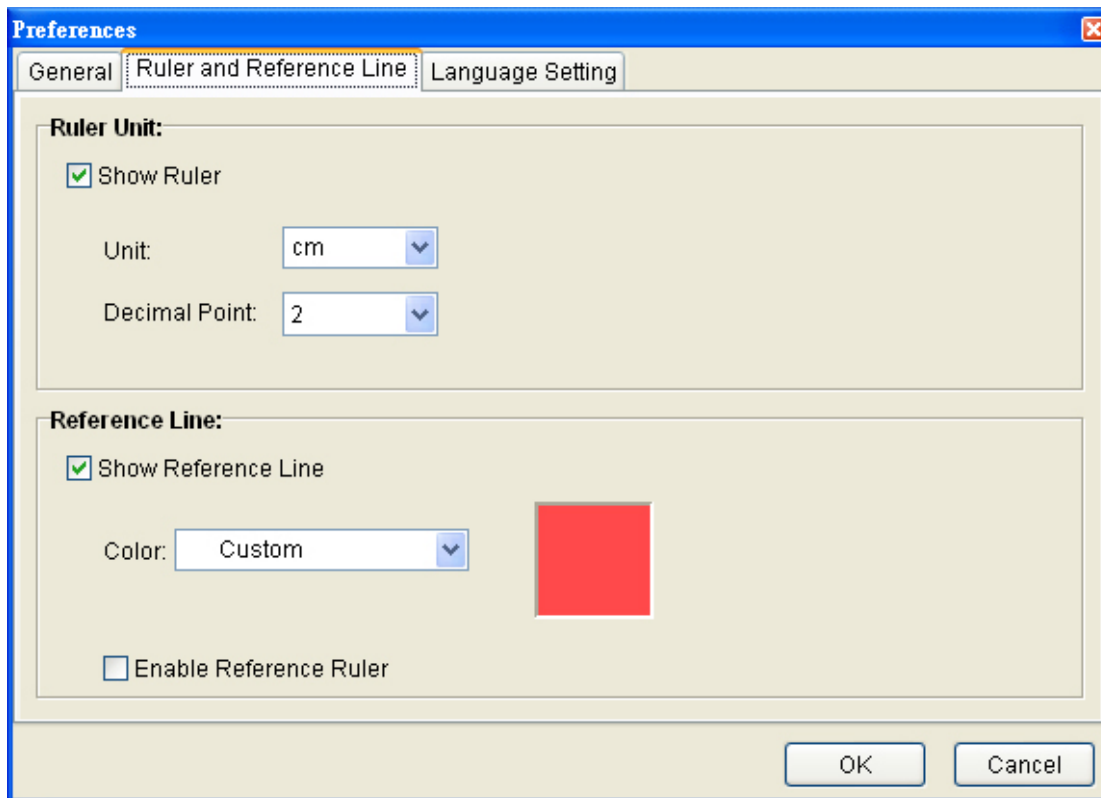 Preferences
General Ruler and Reference Line Language Setting
Ruler Unit:
Show Ruler
Unit: cm
Decimal Point: 2
Reference Line:
Show Reference Line
Color: Custom
Enable Reference Ruler
OK Cancel